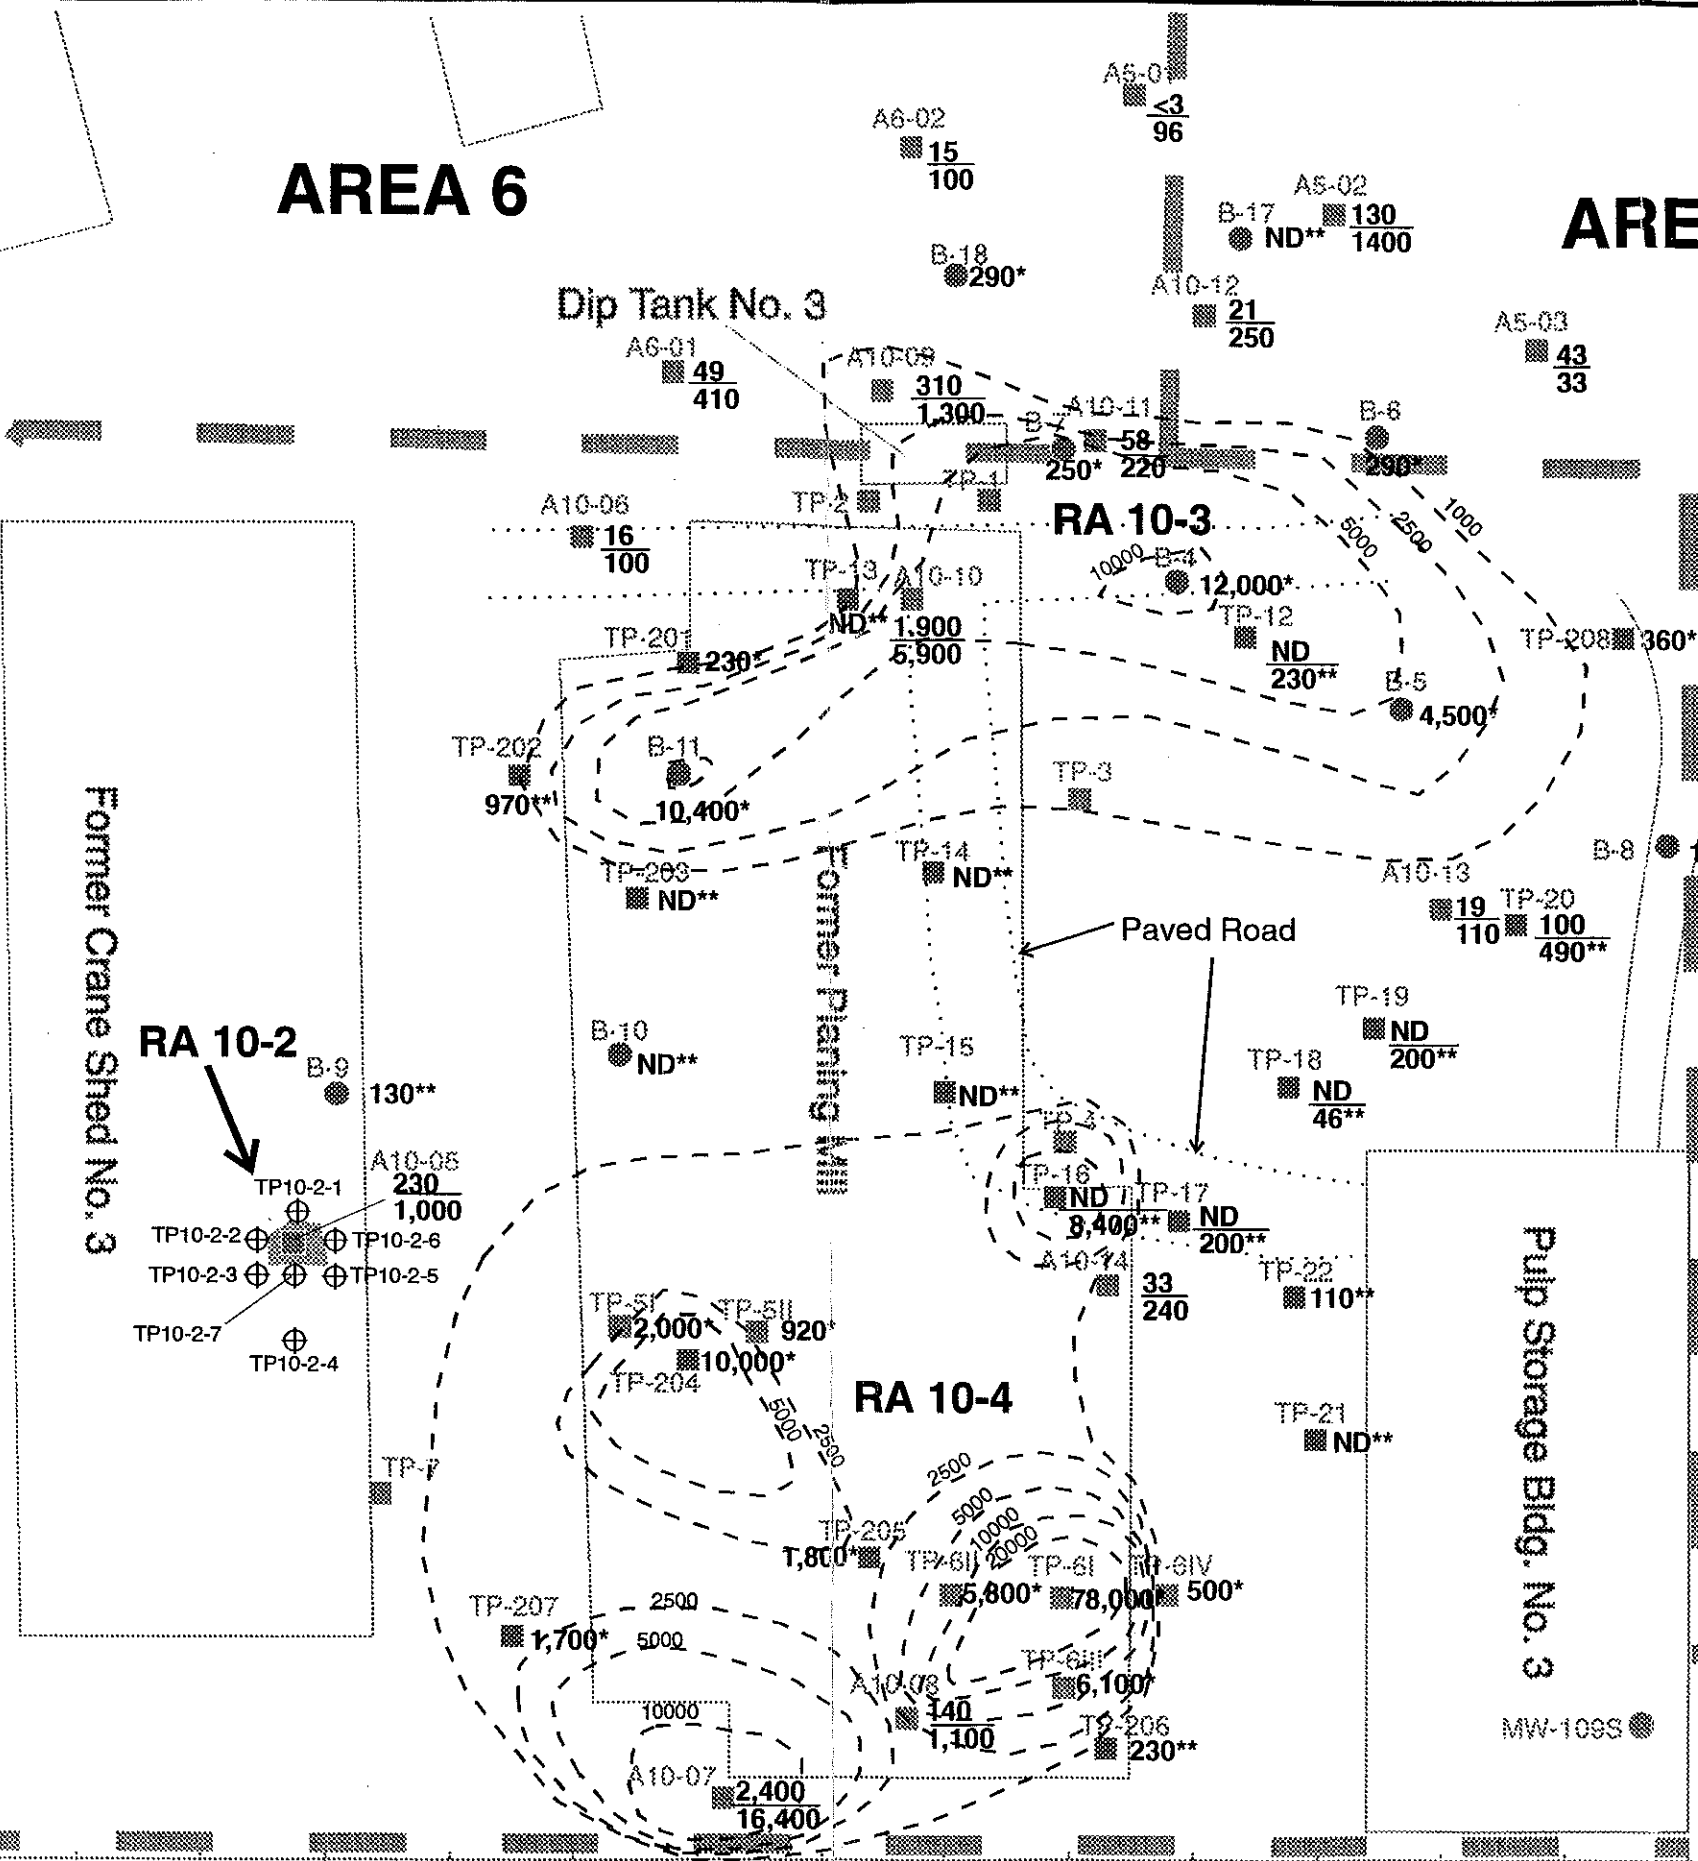 A6-02
15
100
<3
96
AREA 6
A5-02
130
1400
B-17
ND**
ARE
B-18
290*
A10-12
21
250
Dip Tank No. 3
A6-01
49
410
A10-09
310
1,300
A5-03
43
33
B-7
250*
A10-11
58
220
B-6
290*
A10-06
16
100
TP-2
TP-1
RA 10-3
5000
2500
1000
10000
B-4
12,000*
TP-13
ND**
A10-10
1,900
5,900
TP-12
ND
230**
TP-201
230*
TP-208
360*
B-5
4,500*
TP-202
970**
B-11
10,400*
TP-3
Former Crane Shed No. 3
Former Planing Mill
TP-203
ND**
TP-14
ND**
B-8
A10-13
19
110
TP-20
100
490**
Paved Road
RA 10-2
B-9
130**
B-10
ND**
TP-15
ND**
TP-19
ND
200**
TP-18
ND
46**
TP-4
A10-05
230
1,000
TP10-2-1
TP10-2-2
TP10-2-6
TP10-2-3
TP10-2-5
TP10-2-7
TP10-2-4
TP-16
ND
8,400**
TP-17
ND
200**
A10-14
33
240
TP-22
110**
Pulp Storage Bldg. No. 3
TP-5I
2,000*
TP-5II
920*
10,000*
TP-204
RA 10-4
5000
2500
TP-21
ND**
TP-7
2500
5000
10000
20000
TP-205
1,800*
TP-6II
5,800*
TP-6I
78,000*
TP-6IV
500*
TP-207
1,700*
2500
5000
10000
TP-6III
6,100*
A10-08
140
1,100
TP-206
230**
MW-109S
A10-07
2,400
16,400